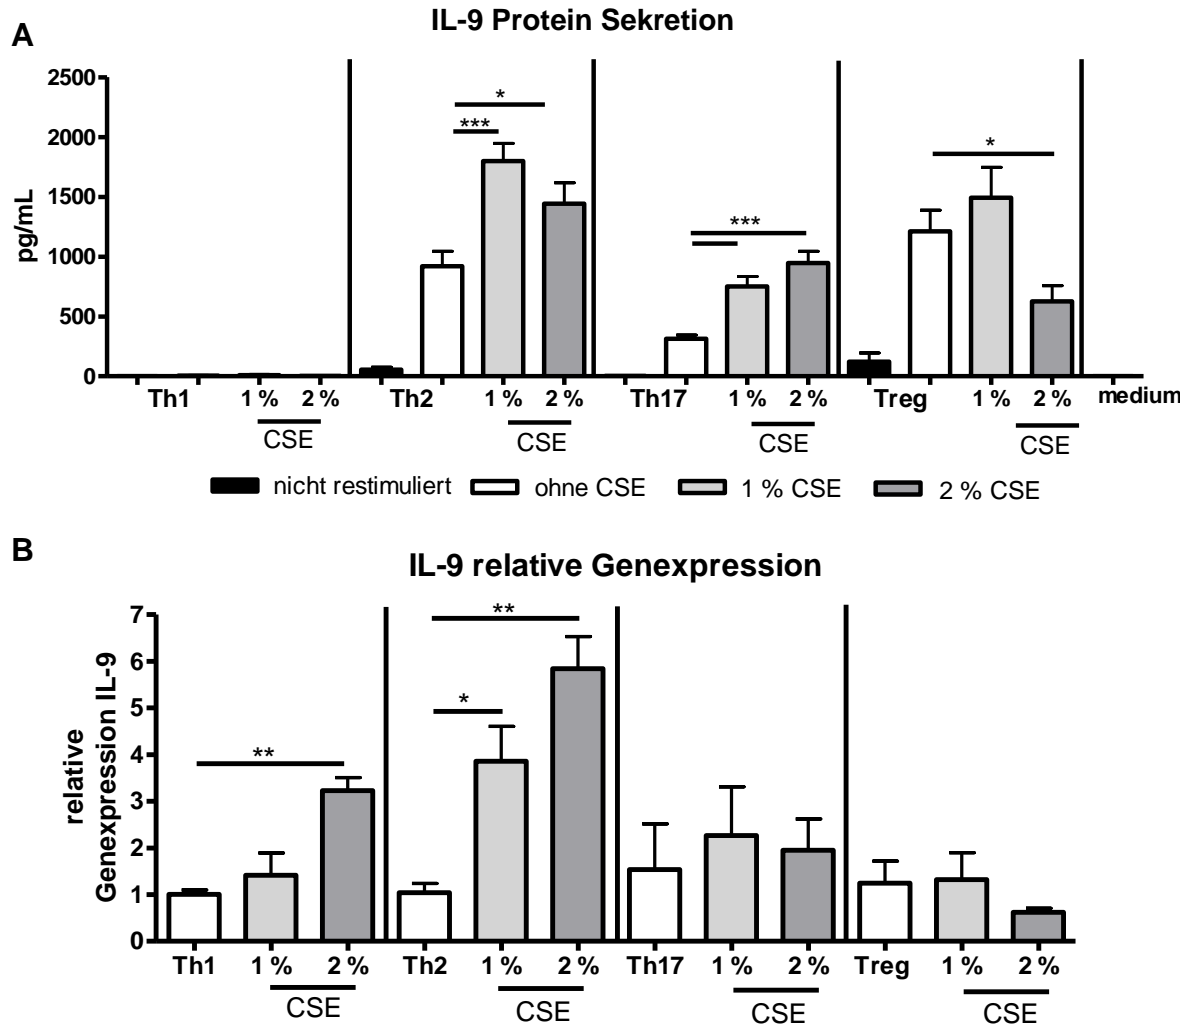 A
IL-9 Protein Sekretion
pg/mL
2500
2000
1500
1000
500
0
*
***
***
*
Th1 1 % 2 % Th2 1 % 2 % Th17 1 % 2 % Treg 1 % 2 % medium
CSE CSE CSE CSE
nicht restimuliert ohne CSE 1 % CSE 2 % CSE
B
IL-9 relative Genexpression
relative
Genexpression IL-9
7
6
5
4
3
2
1
0
**
**
*
Th1 1 % 2 % Th2 1 % 2 % Th17 1 % 2 % Treg 1 % 2 %
CSE CSE CSE CSE